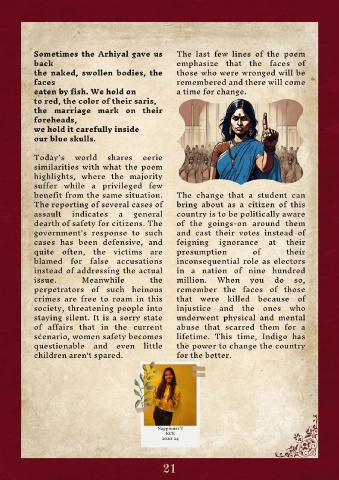 Sometimes the Arhiyal gave us
back
the naked, swollen bodies, the
faces
eaten by fish. We hold on
to red, the color of their saris,
the marriage mark on their
foreheads,
we hold it carefully inside
our blue skulls.
Today's world shares eerie
similarities with what the poem
highlights, where the majority
suffer while a privileged few
benefit from the same situation.
The reporting of several cases of
assault indicates a general
dearth of safety for citizens. The
government's response to such
cases has been defensive, and
quite often, the victims are
blamed for false accusations
instead of addressing the actual
issue. Meanwhile the
perpetrators of such heinous
crimes are free to roam in this
society, threatening people into
staying silent. It is a sorry state
of affairs that in the current
scenario, women safety becomes
questionable and even little
children aren't spared.
The last few lines of the poem
emphasize that the faces of
those who were wronged will be
remembered and there will come
a time for change.
The change that a student can
bring about as a citizen of this
country is to be politically aware
of the goings-on around them
and cast their votes instead of
feigning ignorance at their
presumption of their
inconsequential role as electors
in a nation of nine hundred
million. When you do so,
remember the faces of those
that were killed because of
injustice and the ones who
underwent physical and mental
abuse that scarred them for a
lifetime. This time, Indigo has
the power to change the country
for the better.
21